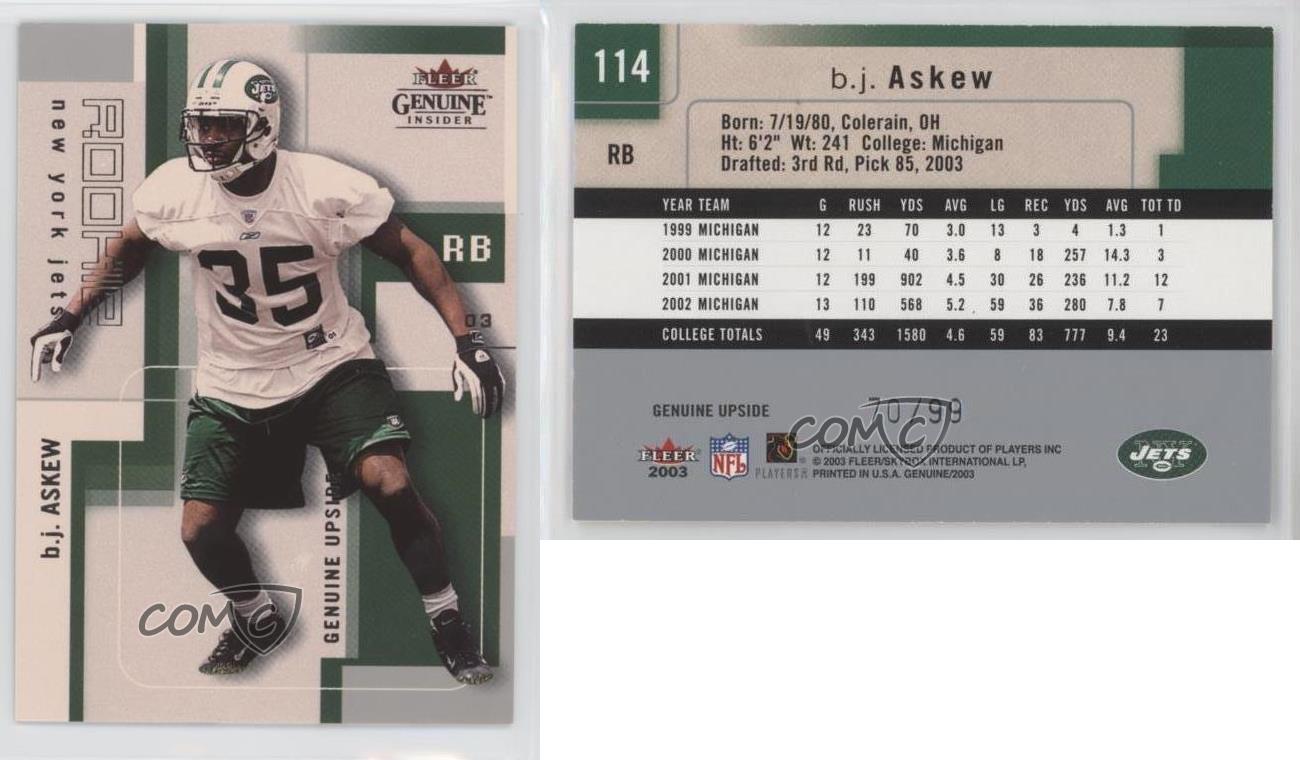 FLEER
GENUINE™
INSIDER
JETS
ROOKIE
new york jets
RB
35
03
b.j. ASKEW
GENUINE UPSIDE
COMC
114
b.j. Askew
RB
Born: 7/19/80, Colerain, OH
Ht: 6'2" Wt: 241 College: Michigan
Drafted: 3rd Rd, Pick 85, 2003
YEAR TEAM G RUSH YDS AVG LG REC YDS AVG TOT TD
1999 MICHIGAN 12 23 70 3.0 13 3 4 1.3 1
2000 MICHIGAN 12 11 40 3.6 8 18 257 14.3 3
2001 MICHIGAN 12 199 902 4.5 30 26 236 11.2 12
2002 MICHIGAN 13 110 568 5.2 59 36 280 7.8 7
COLLEGE TOTALS 49 343 1580 4.6 59 83 777 9.4 23
GENUINE UPSIDE
70/99
COMC
FLEER
2003
NFL
PLAYERS
OFFICIALLY LICENSED PRODUCT OF PLAYERS INC
© 2003 FLEER/SKYBOX INTERNATIONAL LP,
PRINTED IN U.S.A. GENUINE/2003
NY
JETS